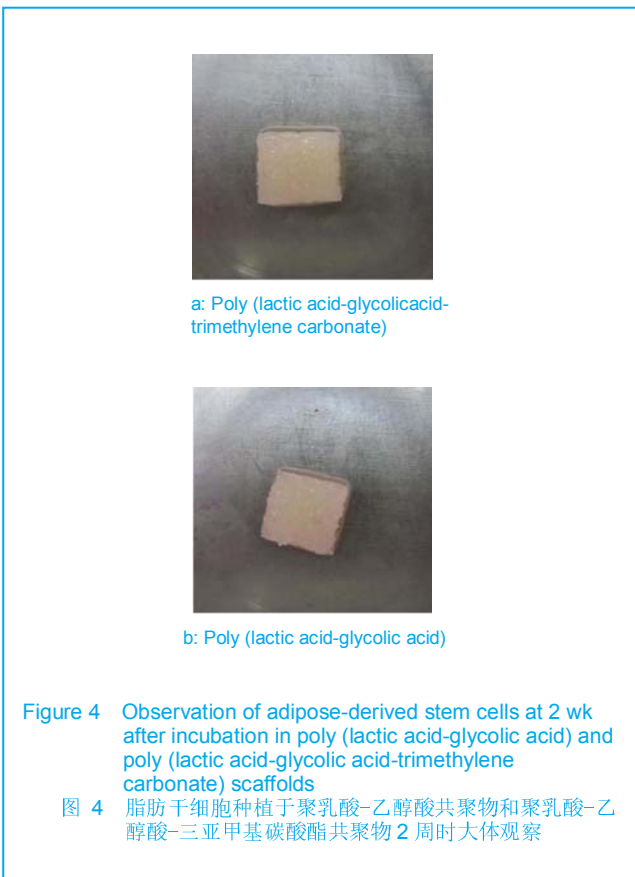 a: Poly (lactic acid-glycolicacid-
trimethylene carbonate)
b: Poly (lactic acid-glycolic acid)
Figure 4 Observation of adipose-derived stem cells at 2 wk
after incubation in poly (lactic acid-glycolic acid) and
poly (lactic acid-glycolic acid-trimethylene
carbonate) scaffolds
图 4 脂肪干细胞种植于聚乳酸-乙醇酸共聚物和聚乳酸-乙
醇酸-三亚甲基碳酸酯共聚物 2 周时大体观察